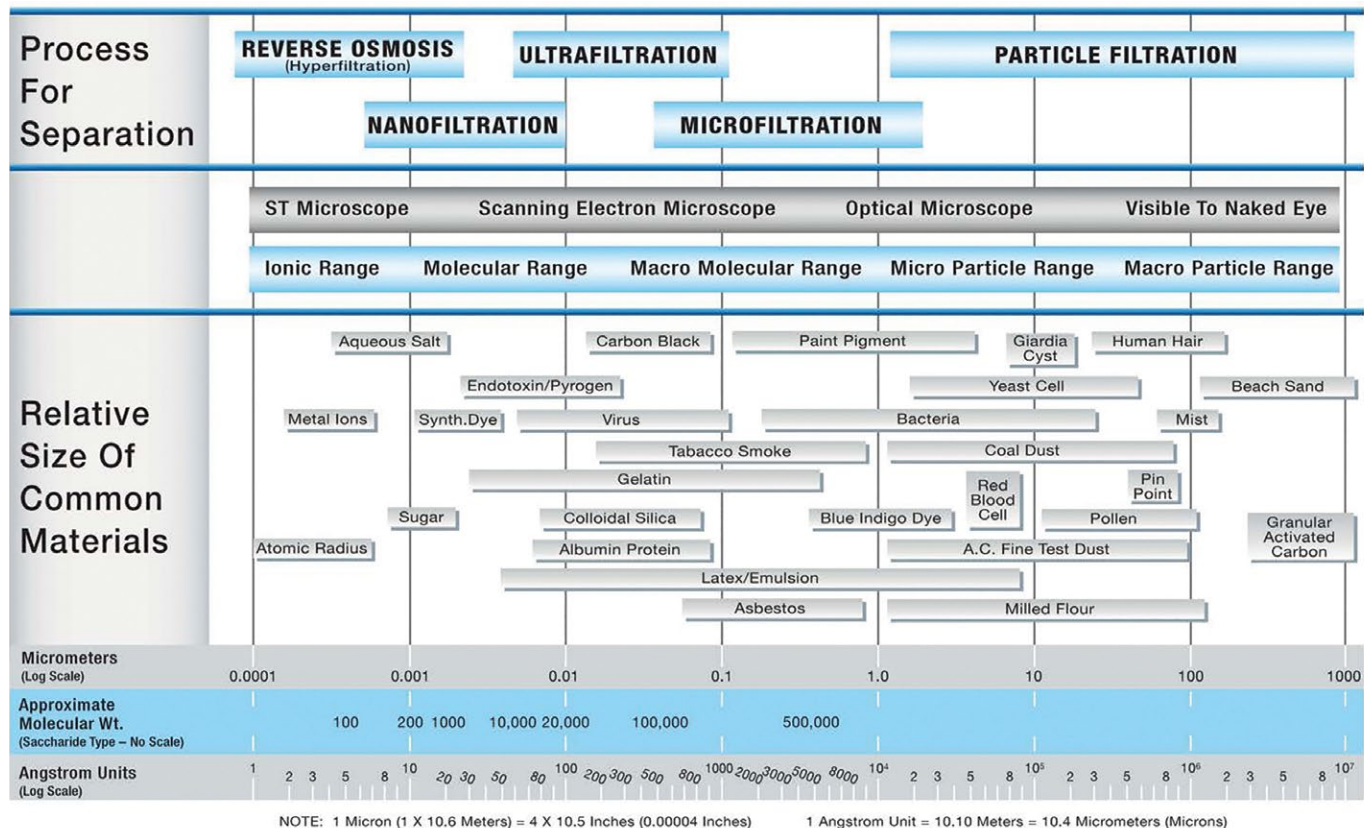 Process
For
Separation
REVERSE OSMOSIS
(Hyperfiltration)
ULTRAFILTRATION
PARTICLE FILTRATION
NANOFILTRATION
MICROFILTRATION
ST Microscope Scanning Electron Microscope Optical Microscope Visible To Naked Eye
Ionic Range Molecular Range Macro Molecular Range Micro Particle Range Macro Particle Range
Relative
Size Of
Common
Materials
Aqueous Salt
Carbon Black
Paint Pigment
Giardia
Cyst
Human Hair
Endotoxin/Pyrogen
Yeast Cell
Beach Sand
Metal Ions
Synth.Dye
Virus
Bacteria
Mist
Tabacco Smoke
Coal Dust
Gelatin
Red
Blood
Cell
Pin
Point
Sugar
Colloidal Silica
Blue Indigo Dye
Pollen
Granular
Activated
Carbon
Atomic Radius
Albumin Protein
A.C. Fine Test Dust
Latex/Emulsion
Asbestos
Milled Flour
Micrometers
(Log Scale)
0.0001 0.001 0.01 0.1 1.0 10 100 1000
Approximate
Molecular Wt.
(Saccharide Type – No Scale)
100 200 1000 10,000 20,000 100,000 500,000
Angstrom Units
(Log Scale)
1 2 3 5 8 10 20 30 50 80 100 200 300 500 800 1000 2000 3000 5000 8000 10⁴ 2 3 5 8 10⁵ 2 3 5 8 10⁶ 2 3 5 8 10⁷
NOTE: 1 Micron (1 X 10.6 Meters) = 4 X 10.5 Inches (0.00004 Inches) 1 Angstrom Unit = 10.10 Meters = 10.4 Micrometers (Microns)